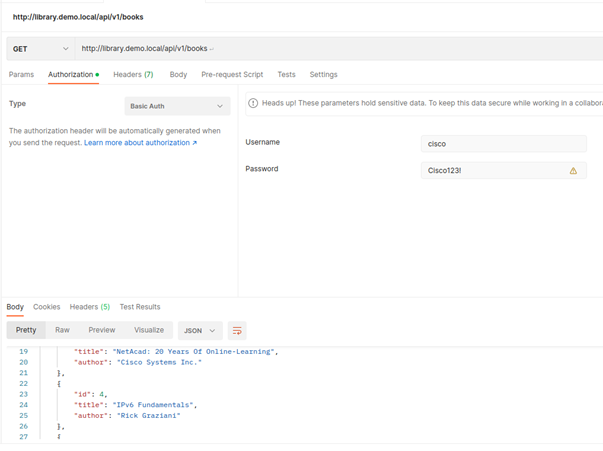 http://library.demo.local/api/v1/books
GET http://library.demo.local/api/v1/books
Params Authorization Headers (7) Body Pre-request Script Tests Settings
Type Basic Auth
The authorization header will be automatically generated when
you send the request. Learn more about authorization ↗
Heads up! These parameters hold sensitive data. To keep this data secure while working in a collabora
Username cisco
Password Cisco123!
Body Cookies Headers (5) Test Results
Pretty Raw Preview Visualize JSON
19 "title": "NetAcad: 20 Years Of Online-Learning",
20 "author": "Cisco Systems Inc."
21 },
22 {
23 "id": 4,
24 "title": "IPv6 Fundamentals",
25 "author": "Rick Graziani"
26 },
27 {